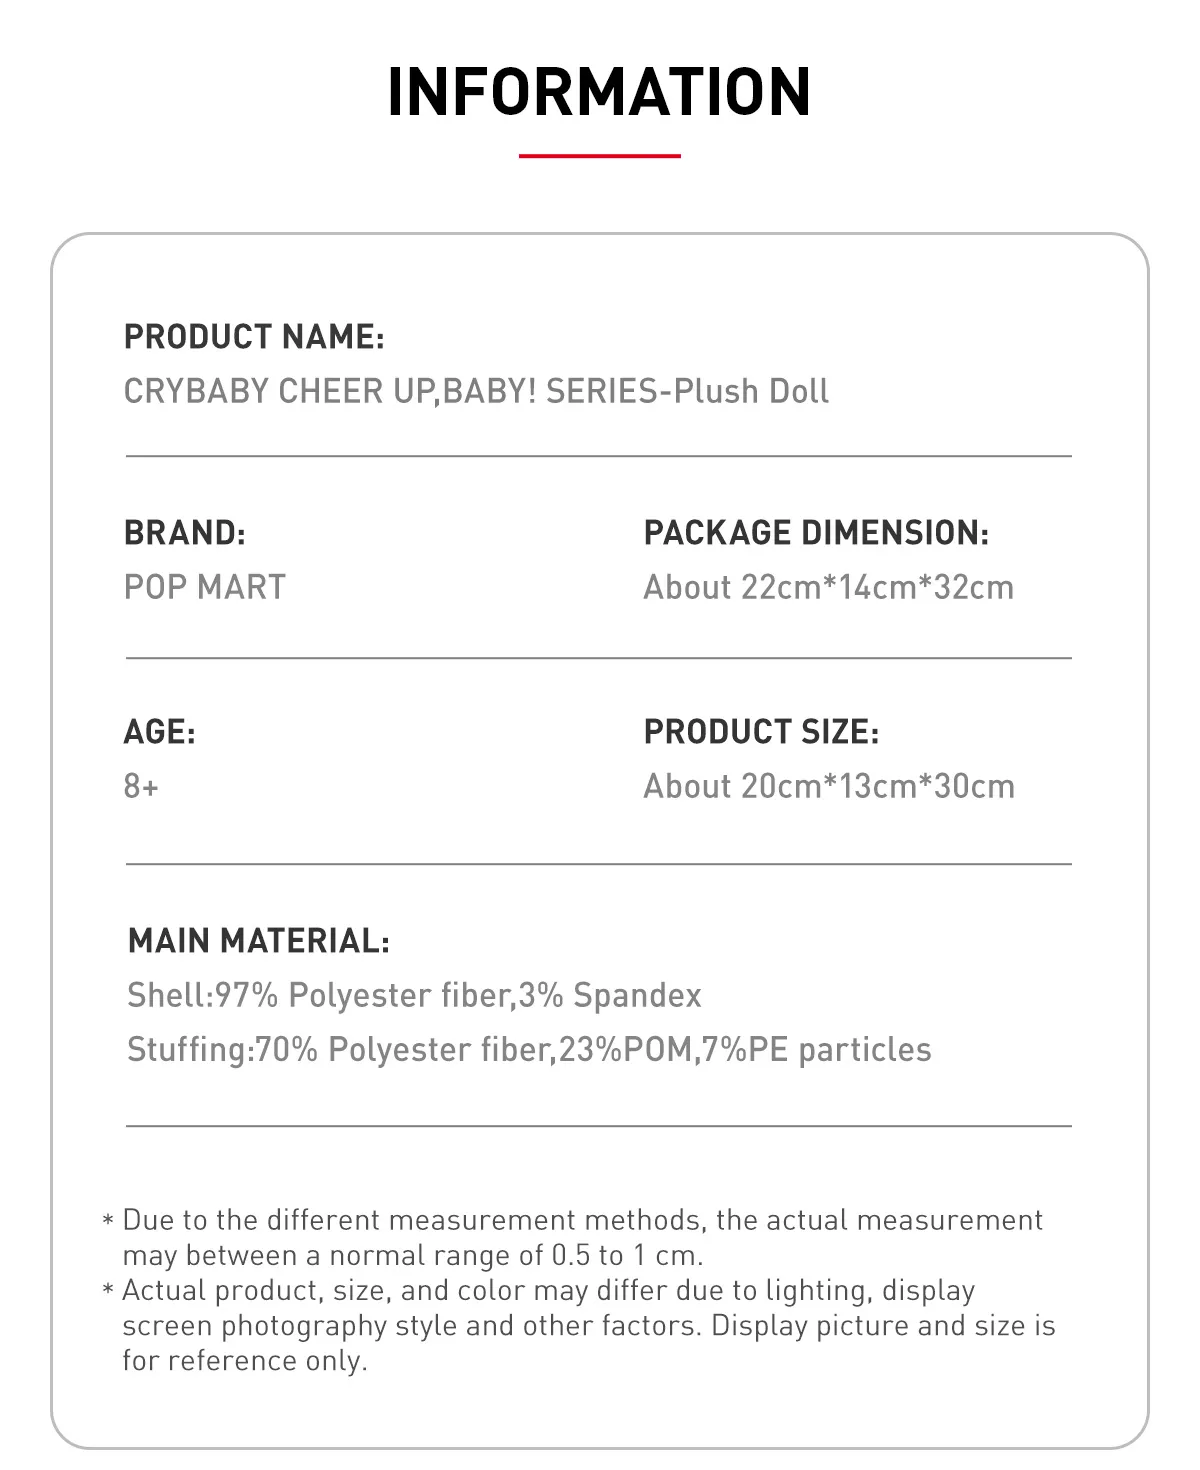 INFORMATION
PRODUCT NAME:
CRYBABY CHEER UP,BABY! SERIES-Plush Doll
BRAND:
POP MART
PACKAGE DIMENSION:
About 22cm*14cm*32cm
AGE:
8+
PRODUCT SIZE:
About 20cm*13cm*30cm
MAIN MATERIAL:
Shell:97% Polyester fiber,3% Spandex
Stuffing:70% Polyester fiber,23%POM,7%PE particles
* Due to the different measurement methods, the actual measurement
may between a normal range of 0.5 to 1 cm.
* Actual product, size, and color may differ due to lighting, display
screen photography style and other factors. Display picture and size is
for reference only.